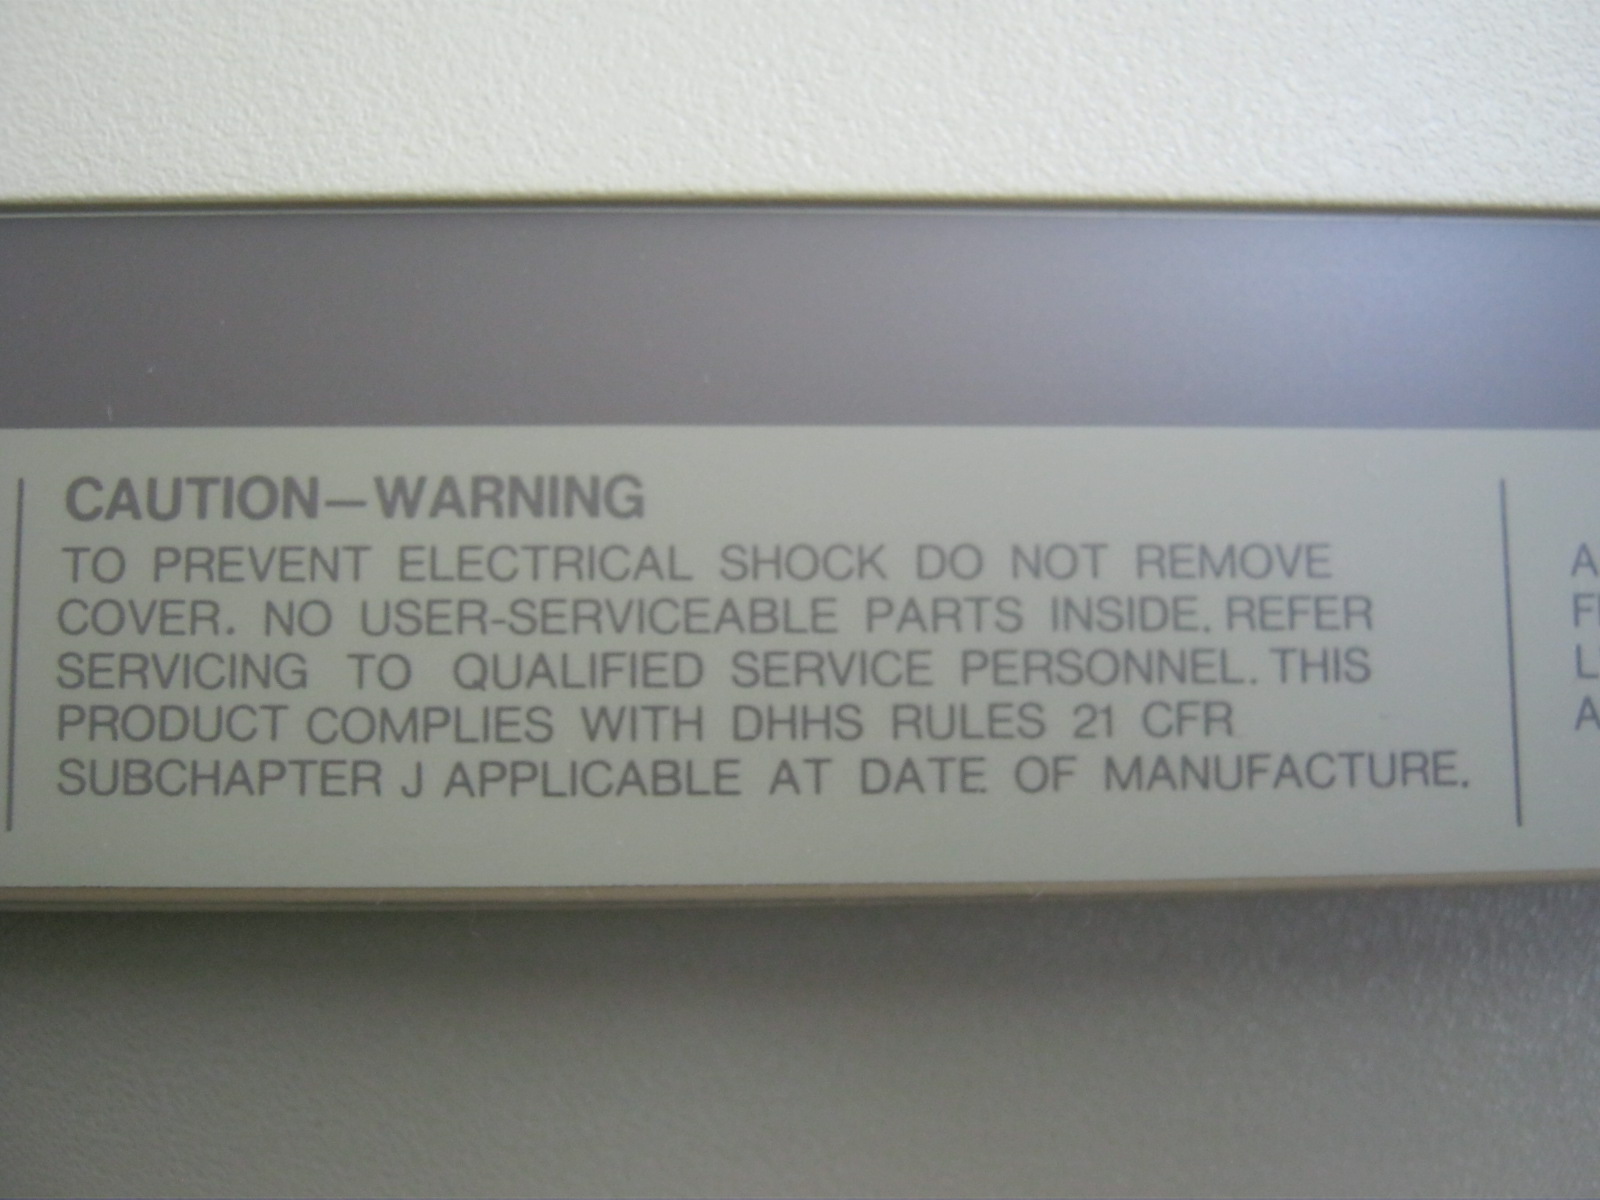 CAUTION—WARNING
TO PREVENT ELECTRICAL SHOCK DO NOT REMOVE
COVER. NO USER-SERVICEABLE PARTS INSIDE. REFER
SERVICING TO QUALIFIED SERVICE PERSONNEL. THIS
PRODUCT COMPLIES WITH DHHS RULES 21 CFR
SUBCHAPTER J APPLICABLE AT DATE OF MANUFACTURE.